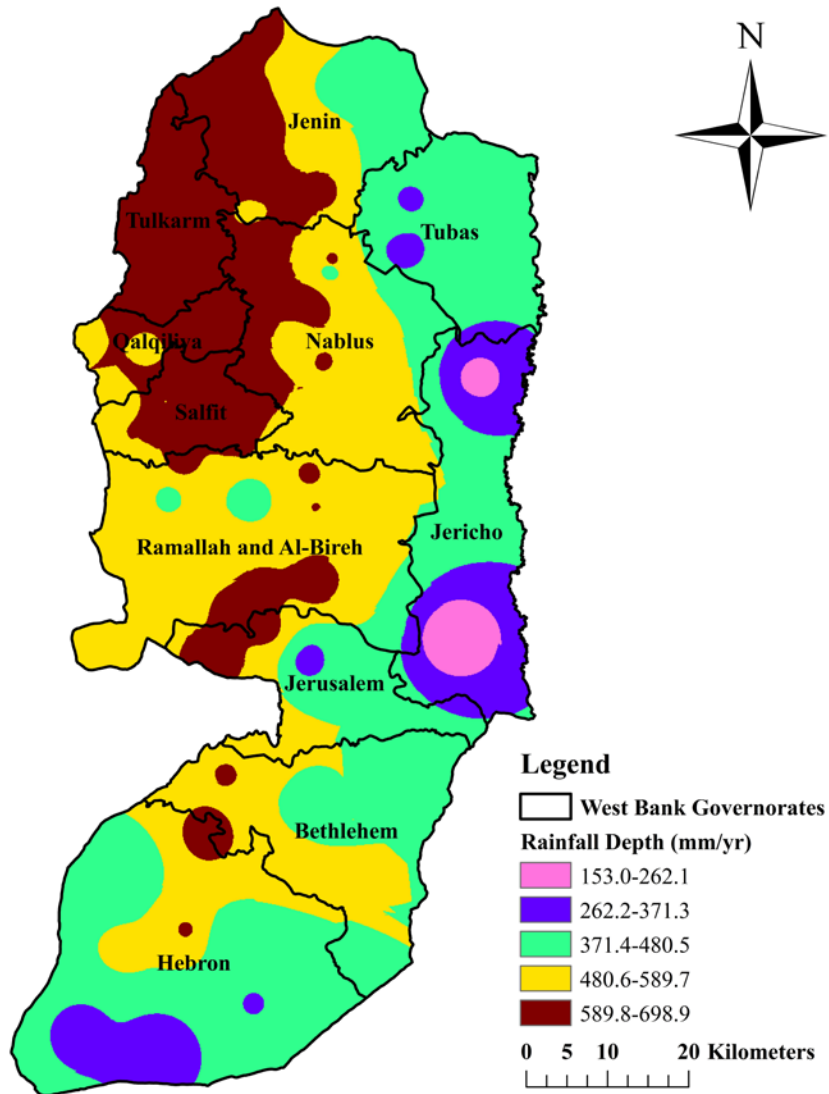 N
Jenin
Tulkarm
Tubas
Qalqiliya
Nablus
Salfit
Jericho
Ramallah and Al-Bireh
Jerusalem
Legend
West Bank Governorates
Bethlehem
Rainfall Depth (mm/yr)
153.0-262.1
262.2-371.3
371.4-480.5
Hebron
480.6-589.7
589.8-698.9
0 5 10 20 Kilometers